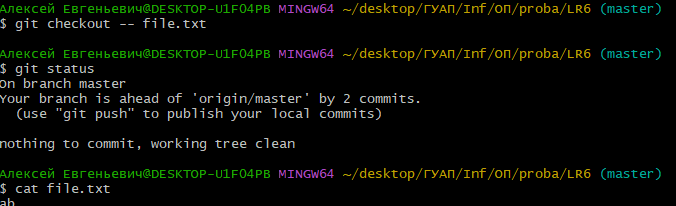 Алексей Евгеньевич@DESKTOP-U1F04PB MINGW64 ~/desktop/ГУАП/Inf/ОП/proba/LR6 (master)
$ git checkout -- file.txt
Алексей Евгеньевич@DESKTOP-U1F04PB MINGW64 ~/desktop/ГУАП/Inf/ОП/proba/LR6 (master)
$ git status
On branch master
Your branch is ahead of 'origin/master' by 2 commits.
(use "git push" to publish your local commits)
nothing to commit, working tree clean
Алексей Евгеньевич@DESKTOP-U1F04PB MINGW64 ~/desktop/ГУАП/Inf/ОП/proba/LR6 (master)
$ cat file.txt
ab